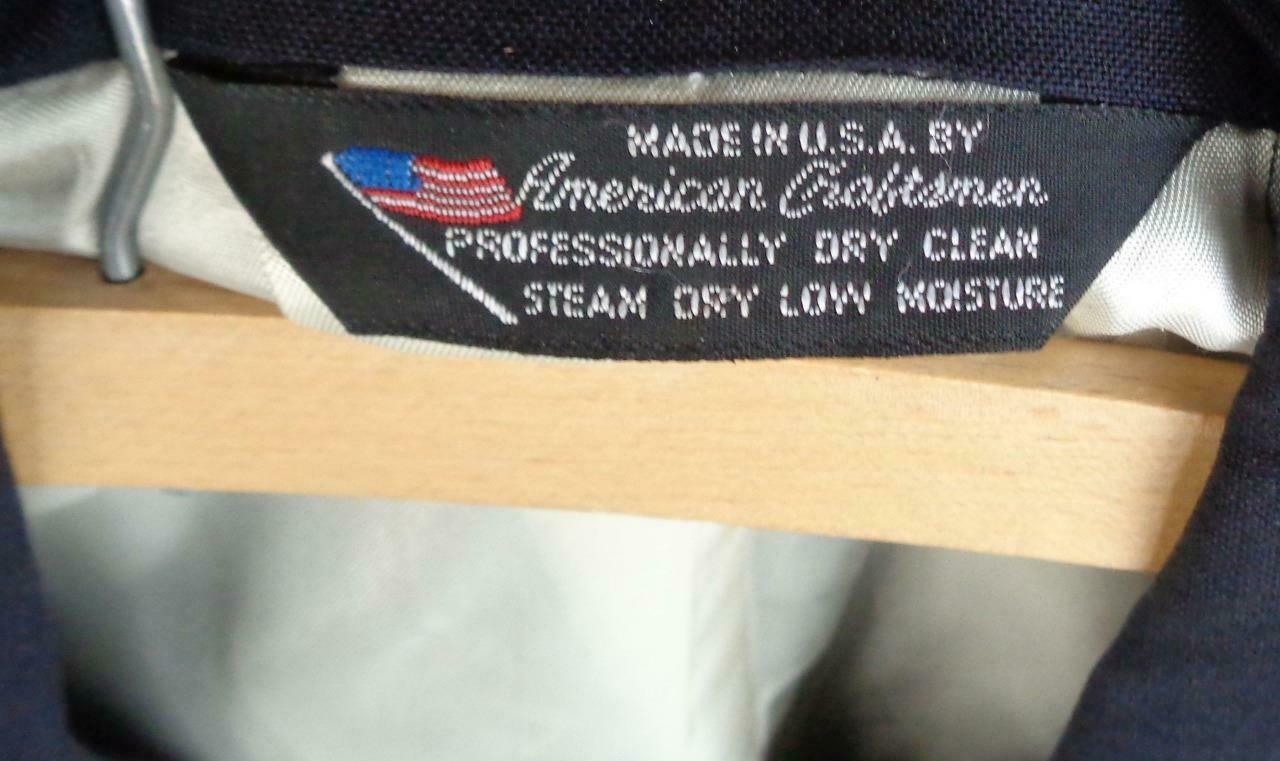 MADE IN U.S.A. BY
American Craftsmen
PROFESSIONALLY DRY CLEAN
STEAM DRY LOW MOISTURE